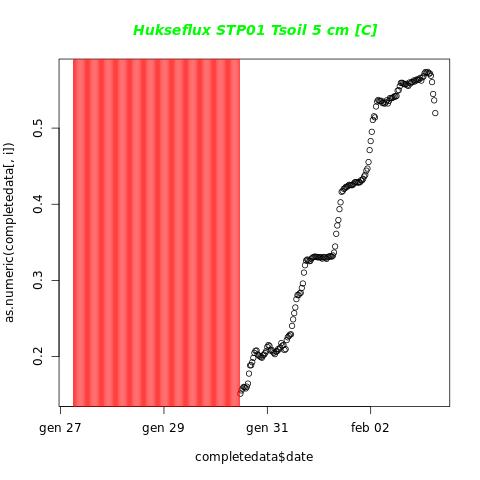 Hukseflux STP01 Tsoil 5 cm [C]
as.numeric(completedata[, i])
0.5
0.4
0.3
0.2
gen 27 gen 29 gen 31 feb 02
completedata$date